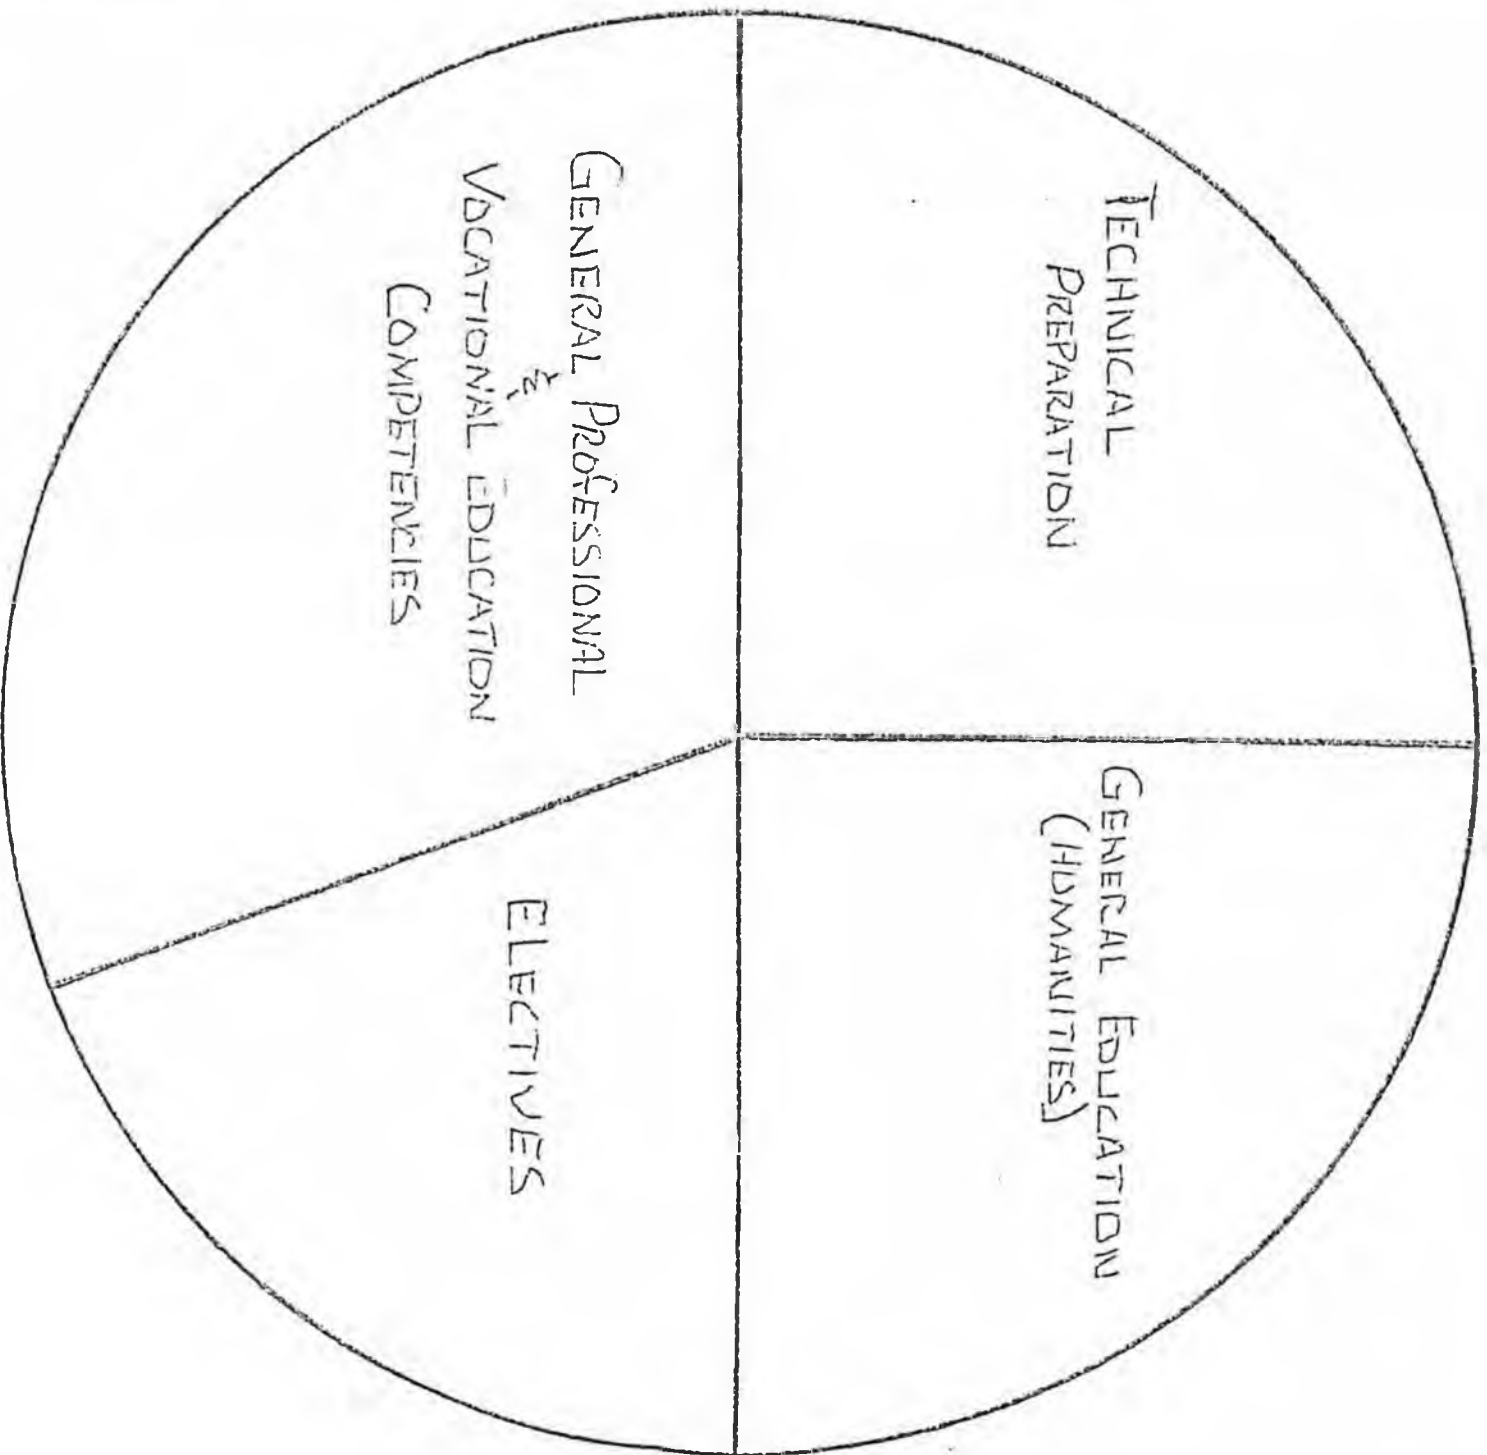 TECHNICAL
PREPARATION
GENERAL EDUCATION
(HUMANITIES)
GENERAL PROFESSIONAL
&
VOCATIONAL EDUCATION
COMPETENCIES
ELECTIVES